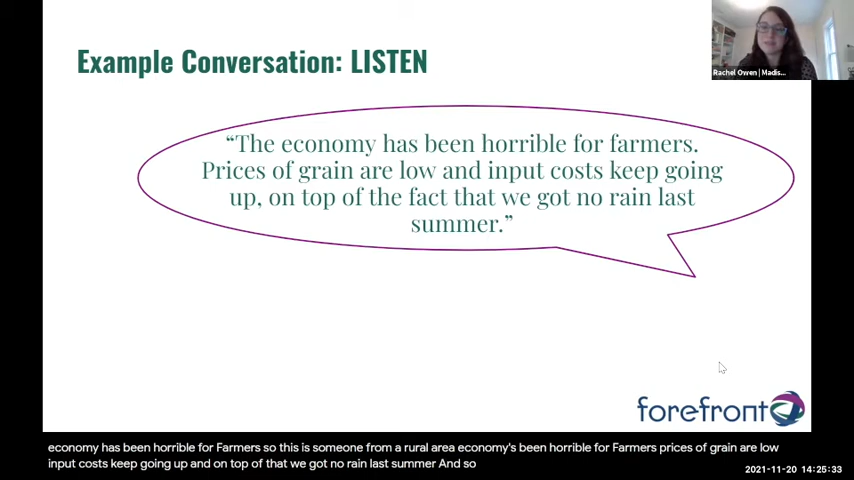 Example Conversation: LISTEN
Rachel Owen | Madis...
“The economy has been horrible for farmers.
Prices of grain are low and input costs keep going
up, on top of the fact that we got no rain last
summer.”
forefront
economy has been horrible for Farmers so this is someone from a rural area economy's been horrible for Farmers prices of grain are low
input costs keep going up and on top of that we got no rain last summer And so
2021-11-20 14:25:33